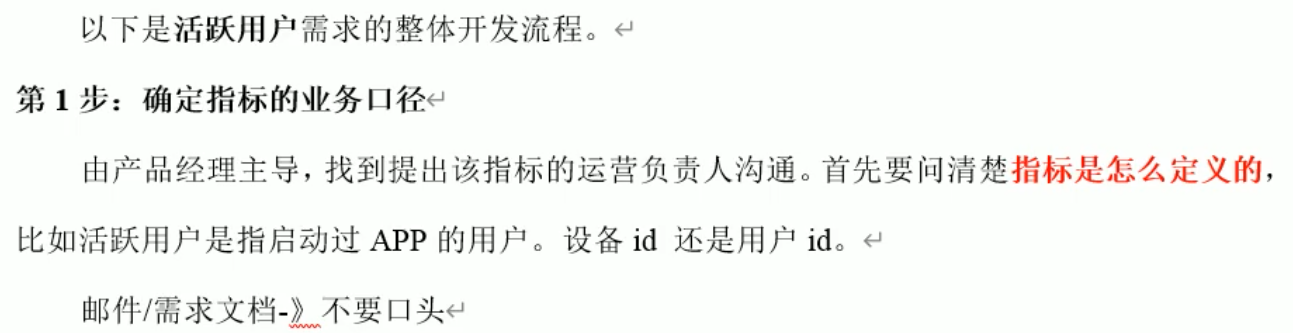 以下是活跃用户需求的整体开发流程。↵
第 1 步：确定指标的业务口径↵
由产品经理主导，找到提出该指标的运营负责人沟通。首先要问清楚指标是怎么定义的，
比如活跃用户是指启动过 APP 的用户。设备 id 还是用户 id。↵
邮件/需求文档-》不要口头↵